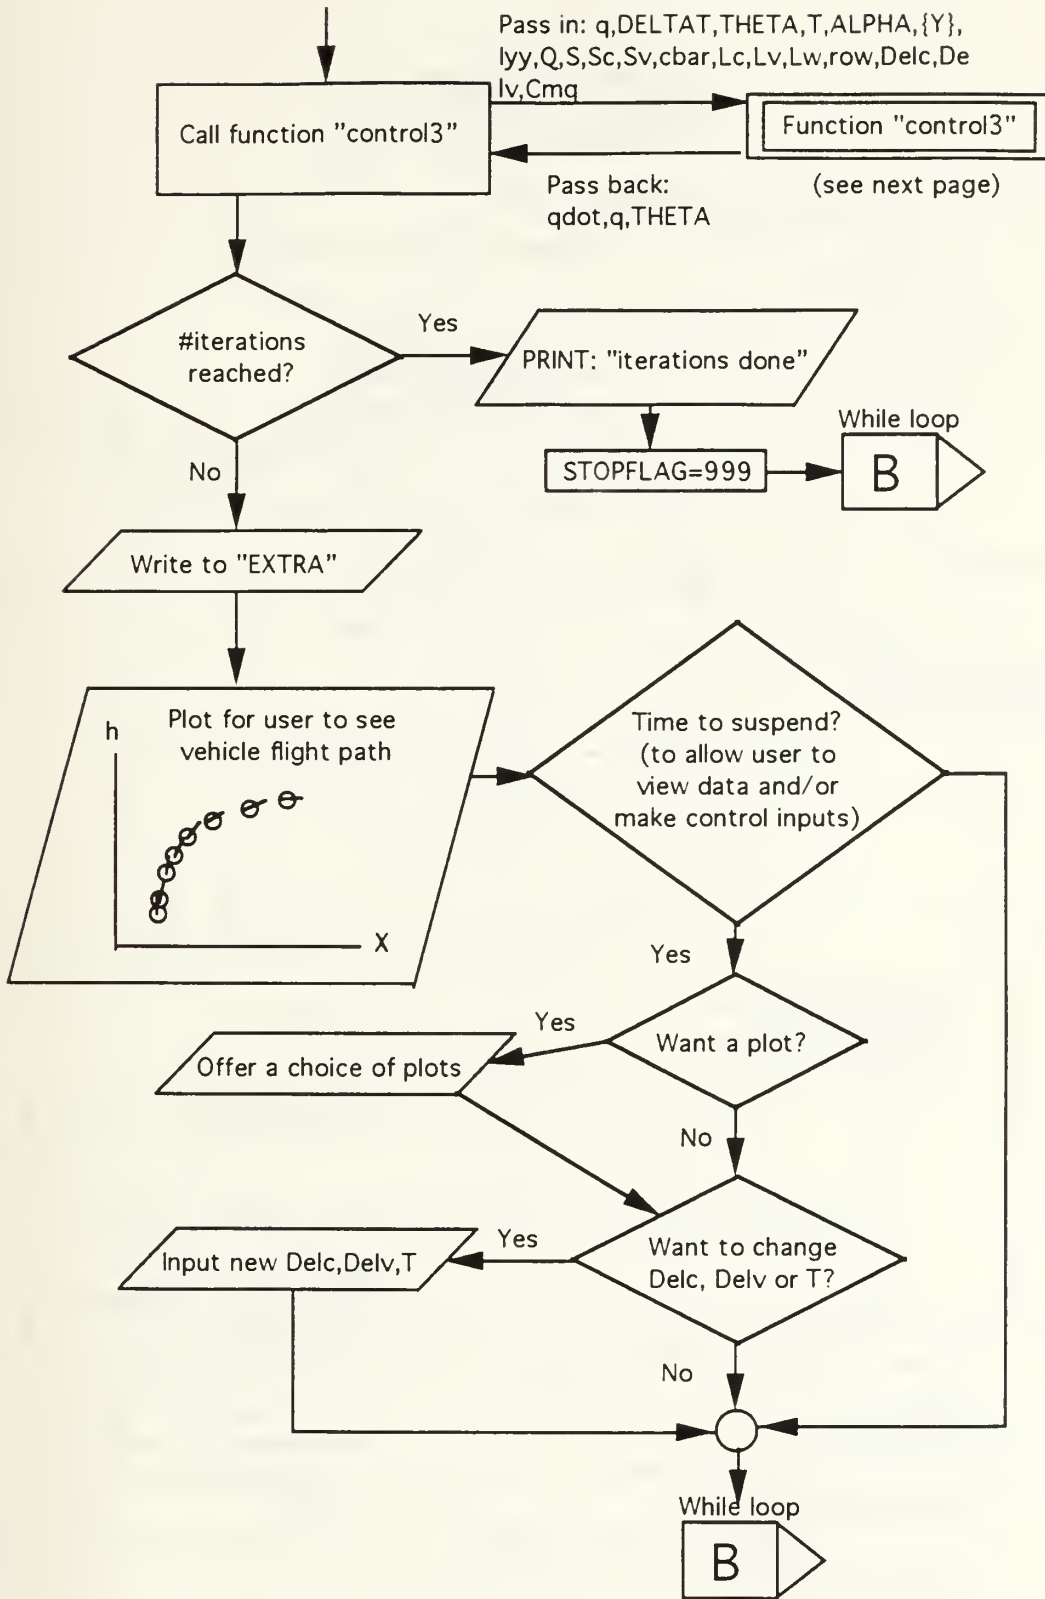 Pass in: q,DELTAT,THETA,T,ALPHA,{Y},
Iyy,Q,S,Sc,Sv,cbar,Lc,Lv,Lw,row,Delc,De
lv,Cmq
Call function "control3"
Function "control3"
Pass back:
qdot,q,THETA
(see next page)
#iterations
reached?
Yes
PRINT: "iterations done"
While loop
STOPFLAG=999
B
No
Write to "EXTRA"
Plot for user to see
vehicle flight path
h
X
Time to suspend?
(to allow user to
view data and/or
make control inputs)
Yes
Want a plot?
Yes
Offer a choice of plots
No
Want to change
Delc, Delv or T?
Yes
Input new Delc,Delv,T
No
While loop
B